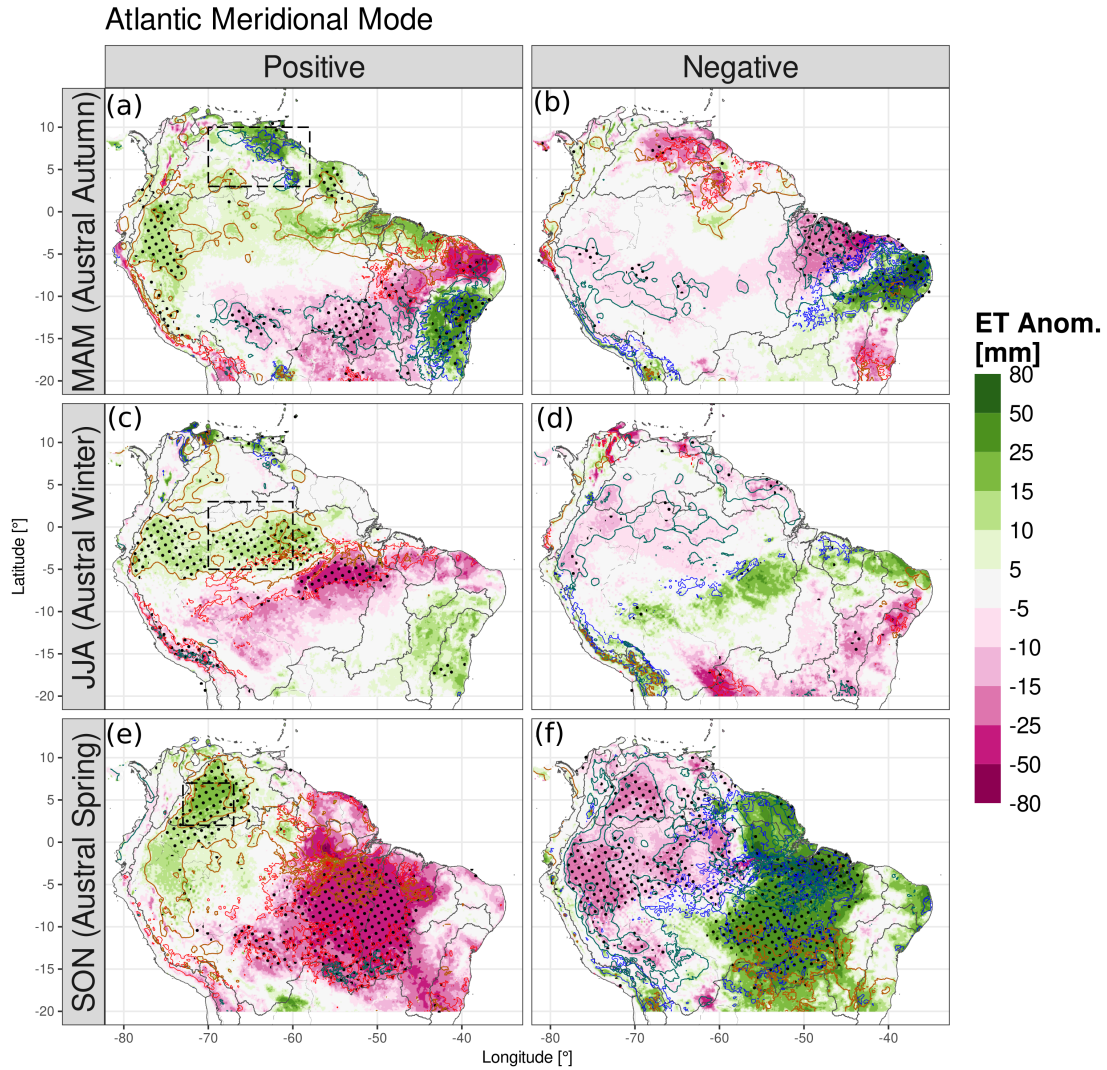 Atlantic Meridional Mode
Positive
Negative
MAM (Austral Autumn)
(a)
(b)
10
5
0
-5
-10
-15
-20
JJA (Austral Winter)
(c)
(d)
10
5
0
-5
-10
-15
-20
SON (Austral Spring)
(e)
(f)
10
5
0
-5
-10
-15
-20
Latitude [°]
-80
-70
-60
-50
-40
-80
-70
-60
-50
-40
Longitude [°]
ET Anom.
[mm]
80
50
25
15
10
5
-5
-10
-15
-25
-50
-80